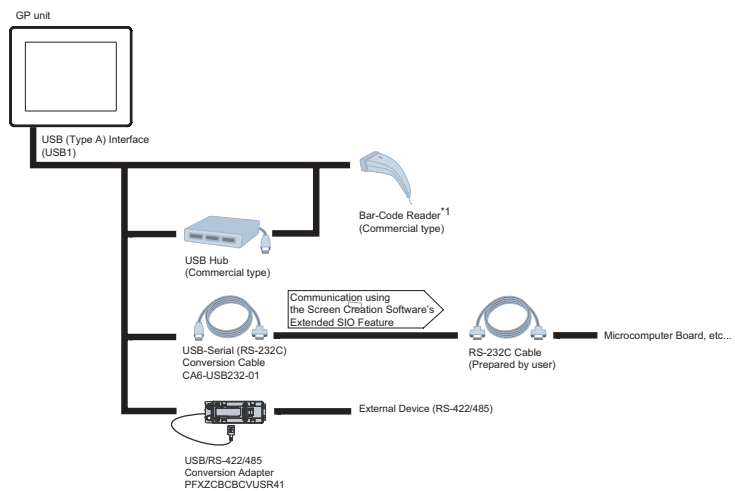 GP unit
USB (Type A) Interface
(USB1)
Bar-Code Reader*1
(Commercial type)
USB Hub
(Commercial type)
Communication using
the Screen Creation Software's
Extended SIO Feature
USB-Serial (RS-232C)
Conversion Cable
CA6-USB232-01
RS-232C Cable
(Prepared by user)
Microcomputer Board, etc...
External Device (RS-422/485)
USB/RS-422/485
Conversion Adapter
PFXZCBCBCVUSR41